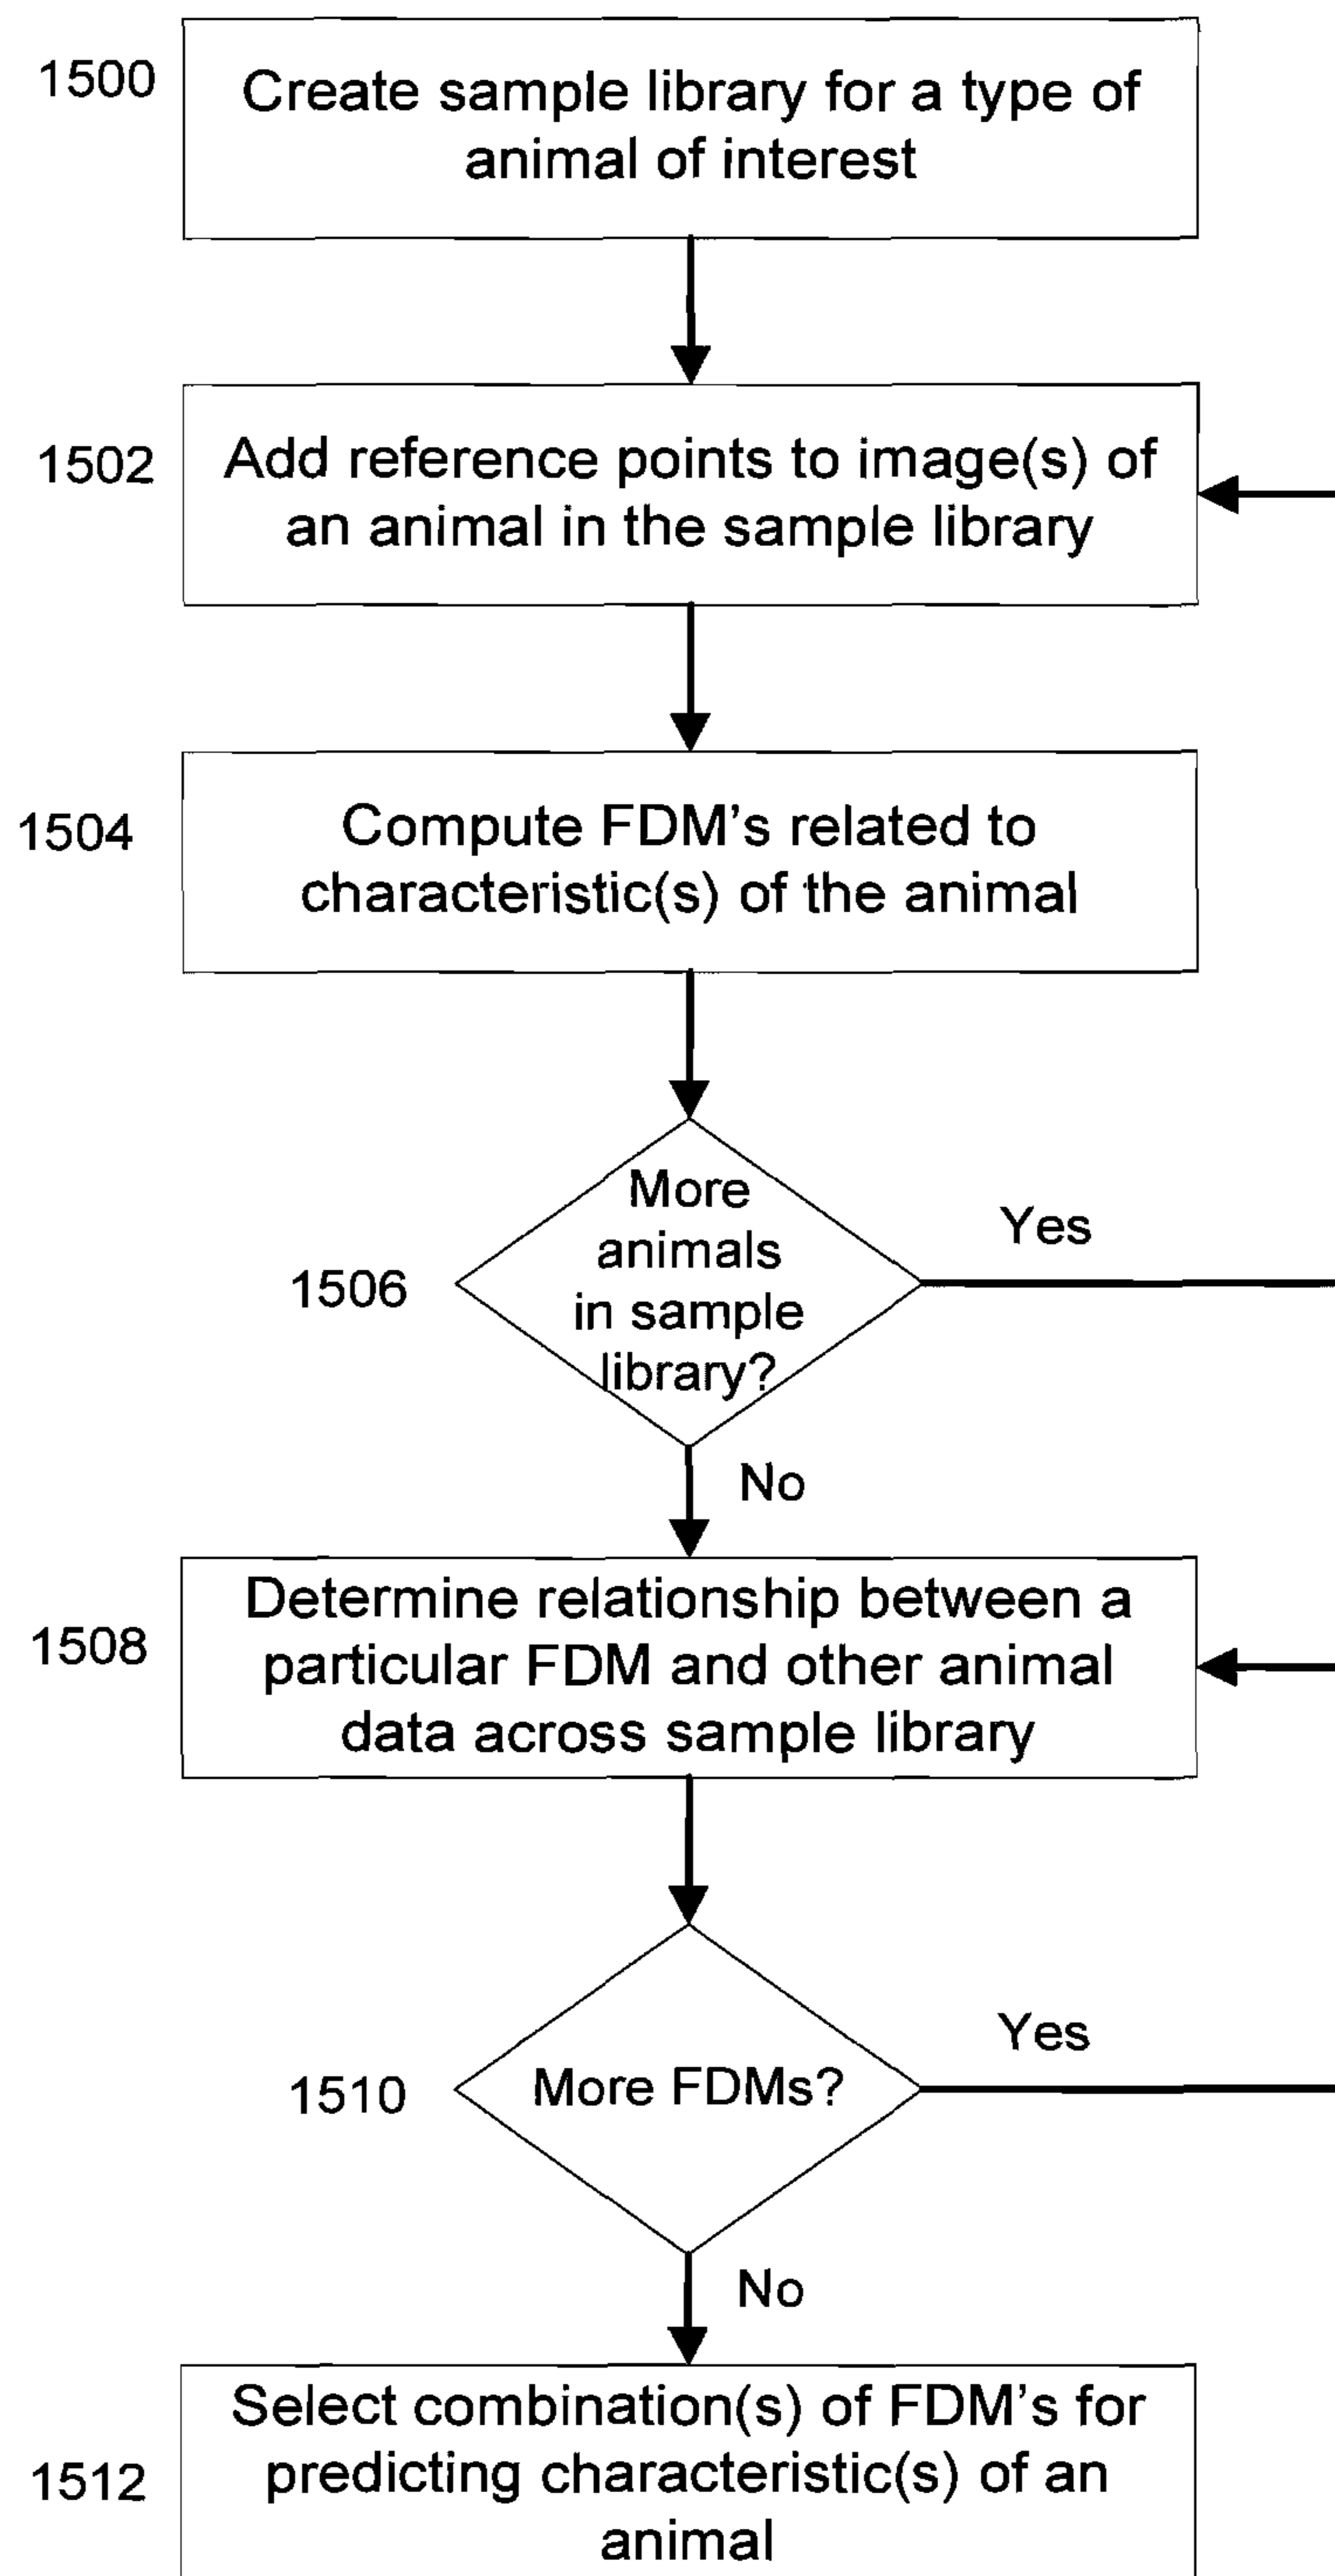 1500
Create sample library for a type of
animal of interest
1502
Add reference points to image(s) of
an animal in the sample library
1504
Compute FDM's related to
characteristic(s) of the animal
1506
More
animals
in sample
library?
Yes
No
1508
Determine relationship between a
particular FDM and other animal
data across sample library
1510
More FDMs?
Yes
No
1512
Select combination(s) of FDM's for
predicting characteristic(s) of an
animal